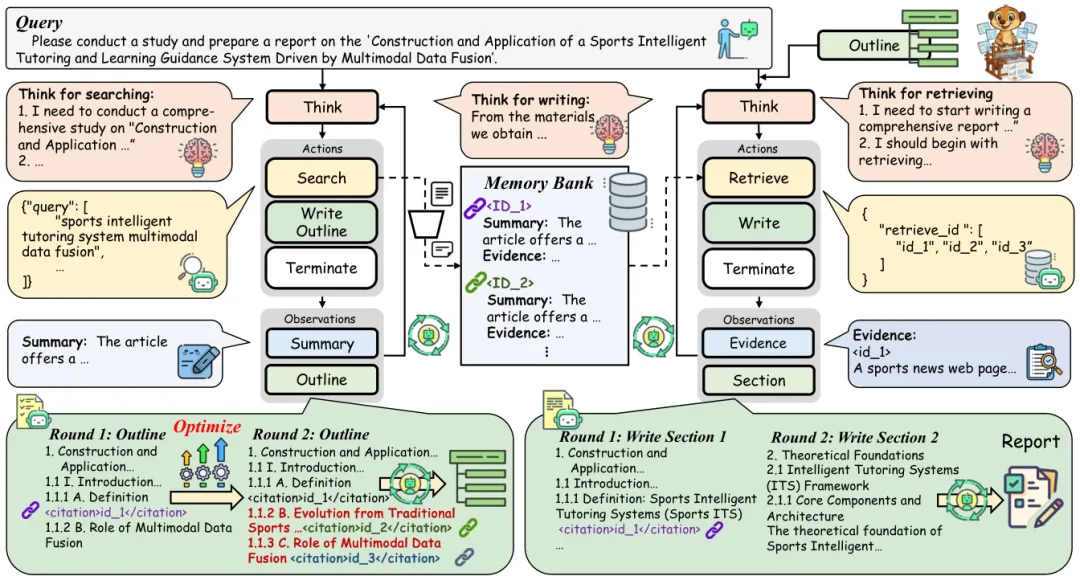 Query
Please conduct a study and prepare a report on the 'Construction and Application of a Sports Intelligent
Tutoring and Learning Guidance System Driven by Multimodal Data Fusion'.
Outline
Think for searching:
1. I need to conduct a compre-
hensive study on "Construction
and Application …"
2. …
Think
Actions
Search
Write
Outline
Terminate
{"query": [
"sports intelligent
tutoring system multimodal
data fusion",
…
]}
Observations
Summary
Outline
Summary: The article
offers a …
Think for writing:
From the materials,
we obtain …
Memory Bank
<ID_1>
Summary: The
article offers a …
Evidence: …
<ID_2>
Summary: The
article offers a …
Evidence: …
⋮
Think
Actions
Retrieve
Write
Terminate
Observations
Evidence
Section
Think for retrieving
1. I need to start writing a
comprehensive report …"
2. I should begin with
retrieving…
{
"retrieve_id ": [
"id_1", "id_2", "id_3"
]
}
Evidence:
<id_1>
A sports news web page…
Round 1: Outline
1. Construction and
Application…
1.1 I. Introduction…
1.1.1 A. Definition
<citation>id_1</citation>
1.1.2 B. Role of Multimodal Data
Fusion
Optimize
Round 2: Outline
1. Construction and Application…
1.1 I. Introduction…
1.1.1 A. Definition
<citation>id_1</citation>
1.1.2 B. Evolution from Traditional
Sports …<citation>id_2</citation>
1.1.3 C. Role of Multimodal Data
Fusion <citation>id_3</citation>
Round 1: Write Section 1
1. Construction and
Application…
1.1 Introduction…
1.1.1 Definition: Sports Intelligent
Tutoring Systems (Sports ITS)
<citation>id_1</citation>
…
Round 2: Write Section 2
2. Theoretical Foundations
2.1 Intelligent Tutoring Systems
(ITS) Framework
2.1.1 Core Components and
Architecture
The theoretical foundation of
Sports Intelligent…
Report